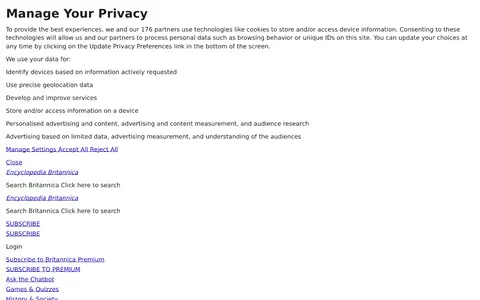 Manage Your Privacy
To provide the best experiences, we and our 176 partners use technologies like cookies to store and/or access device information. Consenting to these
technologies will allow us and our partners to process personal data such as browsing behavior or unique IDs on this site. You can update your choices at
any time by clicking on the Update Privacy Preferences link in the bottom of the screen.
We use your data for:
Identify devices based on information actively requested
Use precise geolocation data
Develop and improve services
Store and/or access information on a device
Personalised advertising and content, advertising and content measurement, and audience research
Advertising based on limited data, advertising measurement, and understanding of the audiences
Manage Settings Accept All Reject All
Close
Encyclopedia Britannica
Search Britannica Click here to search
Encyclopedia Britannica
Search Britannica Click here to search
SUBSCRIBE
SUBSCRIBE
Login
Subscribe to Britannica Premium
SUBSCRIBE TO PREMIUM
Ask the Chatbot
Games & Quizzes
History & Society